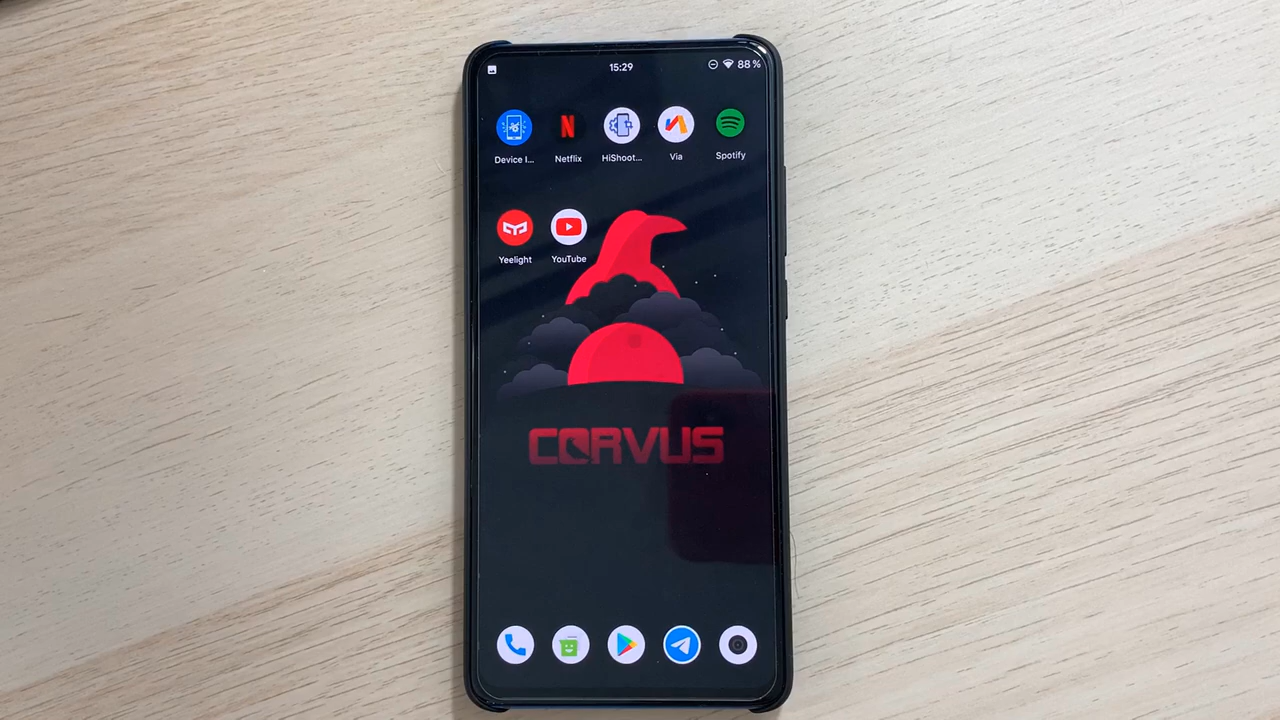 15:29
88%
Device I...
Netflix
HiShoot...
Via
Spotify
Yeelight
YouTube
CORVUS